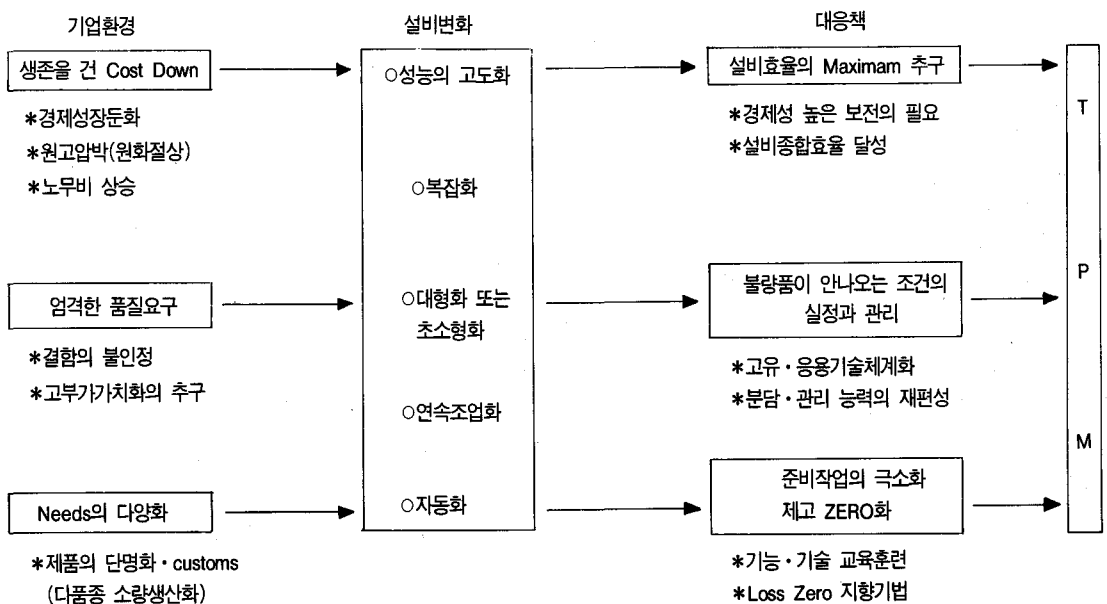 기업환경
설비변화
대응책
생존을 건 Cost Down
*경제성장둔화
*원고압박(원화절상)
*노무비 상승
엄격한 품질요구
*결함의 불인정
*고부가가치화의 추구
Needs의 다양화
*제품의 단명화·customs
(다품종 소량생산화)
○성능의 고도화
○복잡화
○대형화 또는
초소형화
○연속조업화
○자동화
설비효율의 Maximam 추구
*경제성 높은 보전의 필요
*설비종합효율 달성
불량품이 안나오는 조건의
실정과 관리
*고유·응용기술체계화
*분담·관리 능력의 재편성
준비작업의 극소화
제고 ZERO화
*기능·기술 교육훈련
*Loss Zero 지향기법
T
P
M